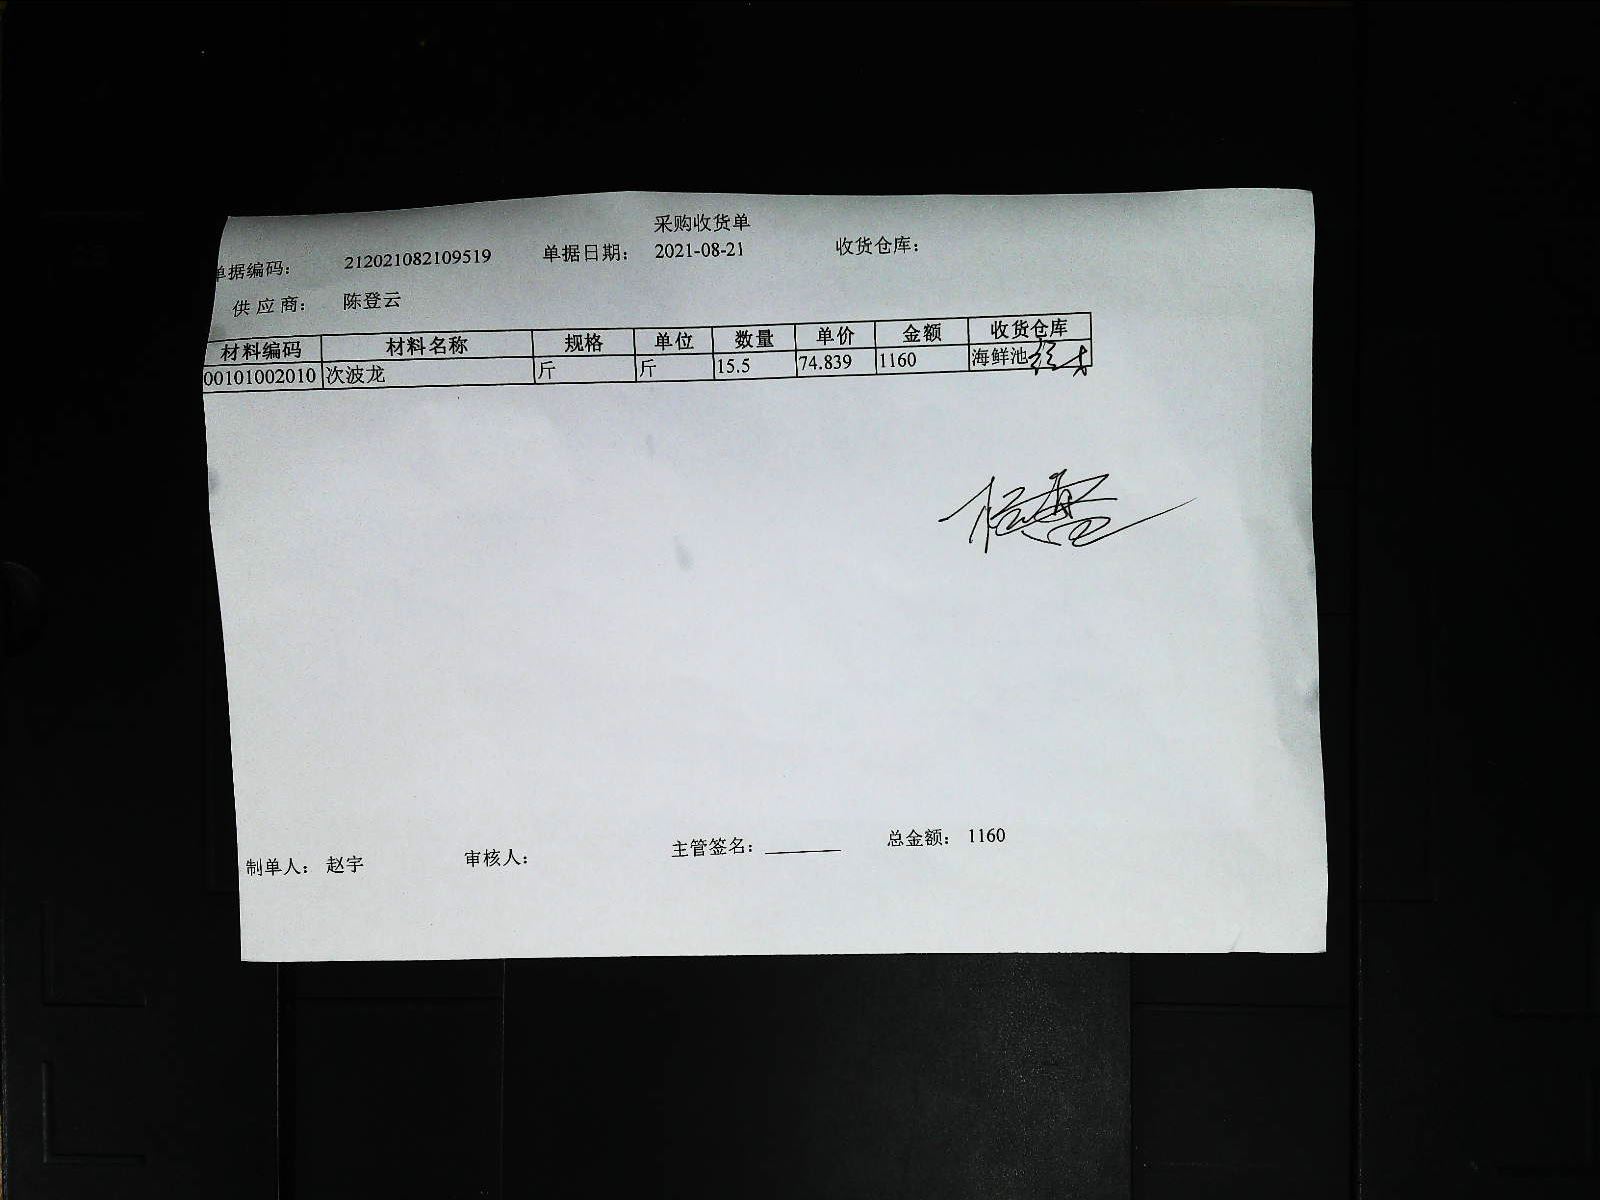 采购收货单
单据编码： 212021082109519 单据日期： 2021-08-21 收货仓库：
供应商： 陈登云
材料编码 材料名称 规格 单位 数量 单价 金额 收货仓库
00101002010 次波龙 斤 斤 15.5 74.839 1160 海鲜池
制单人： 赵宇 审核人： 主管签名：________ 总金额： 1160